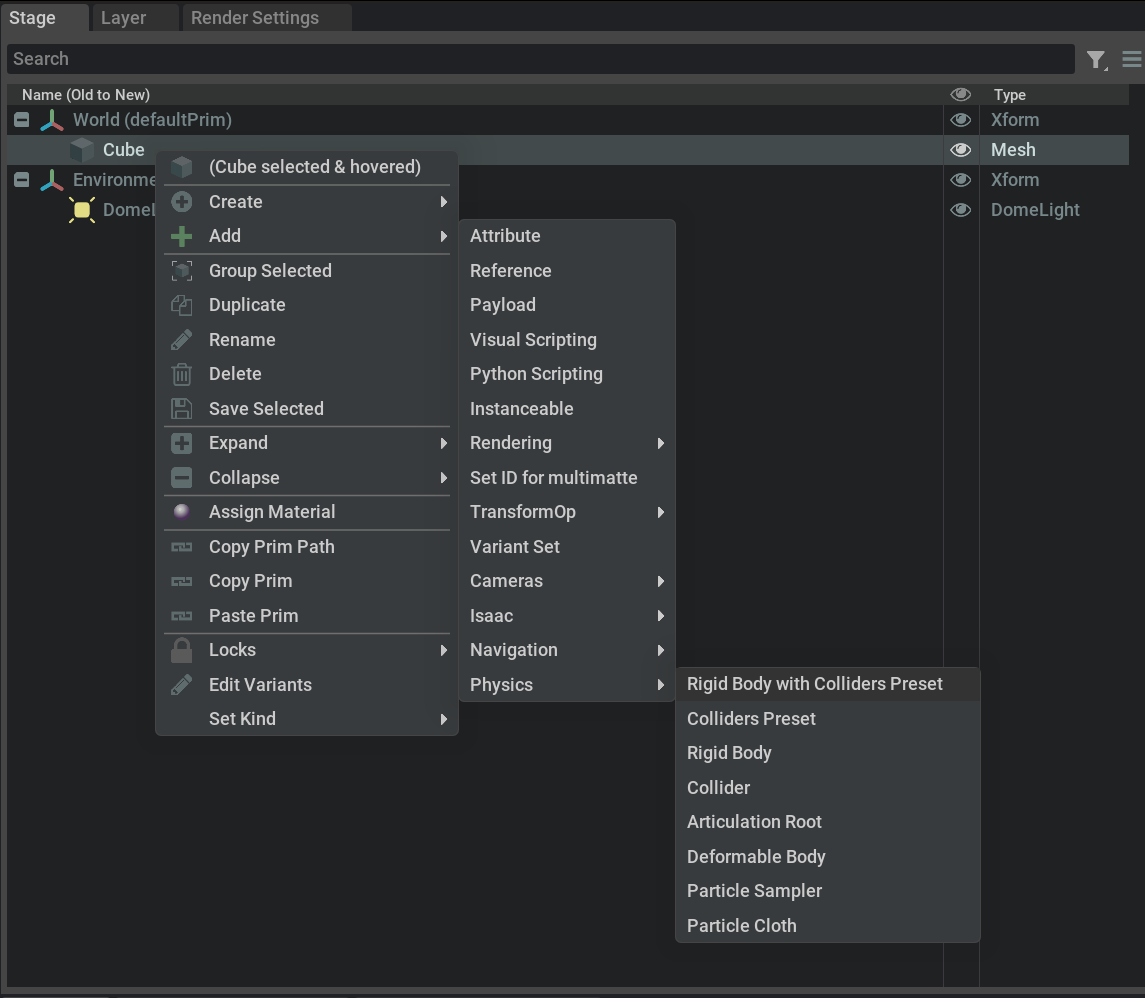 Stage Layer Render Settings
Search
Name (Old to New) Type
World (defaultPrim) Xform
Cube Mesh
Environme Xform
DomeL DomeLight
(Cube selected & hovered)
Create
Add
Group Selected
Duplicate
Rename
Delete
Save Selected
Expand
Collapse
Assign Material
Copy Prim Path
Copy Prim
Paste Prim
Locks
Edit Variants
Set Kind
Attribute
Reference
Payload
Visual Scripting
Python Scripting
Instanceable
Rendering
Set ID for multimatte
TransformOp
Variant Set
Cameras
Isaac
Navigation
Physics
Rigid Body with Colliders Preset
Colliders Preset
Rigid Body
Collider
Articulation Root
Deformable Body
Particle Sampler
Particle Cloth